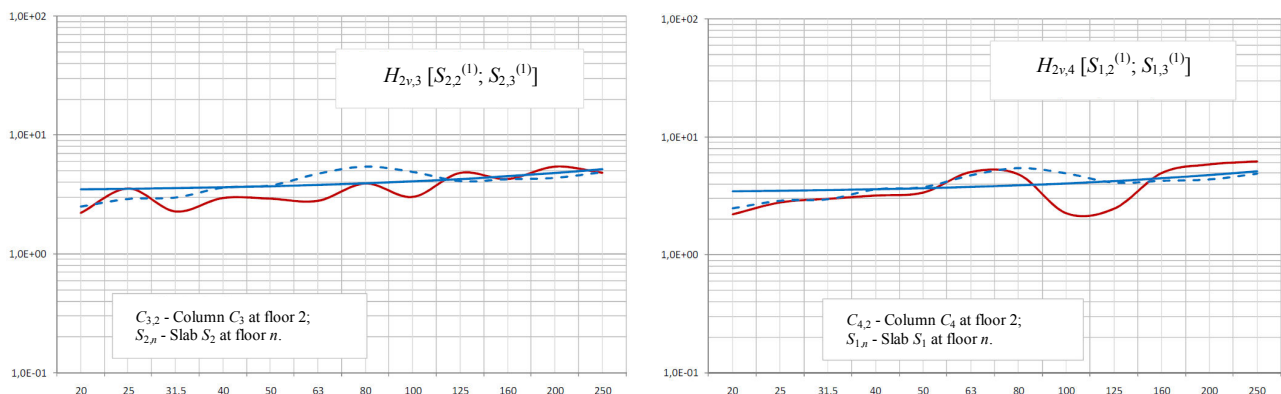 1,0E+02
H2v,3 [S2,2(1); S2,3(1)]
1,0E+01
1,0E+00
C3,2 - Column C3 at floor 2;
S2,n - Slab S2 at floor n.
1,0E-01
20 25 31.5 40 50 63 80 100 125 160 200 250
1,0E+02
H2v,4 [S1,2(1); S1,3(1)]
1,0E+01
1,0E+00
C4,2 - Column C4 at floor 2;
S1,n - Slab S1 at floor n.
1,0E-01
20 25 31.5 40 50 63 80 100 125 160 200 250